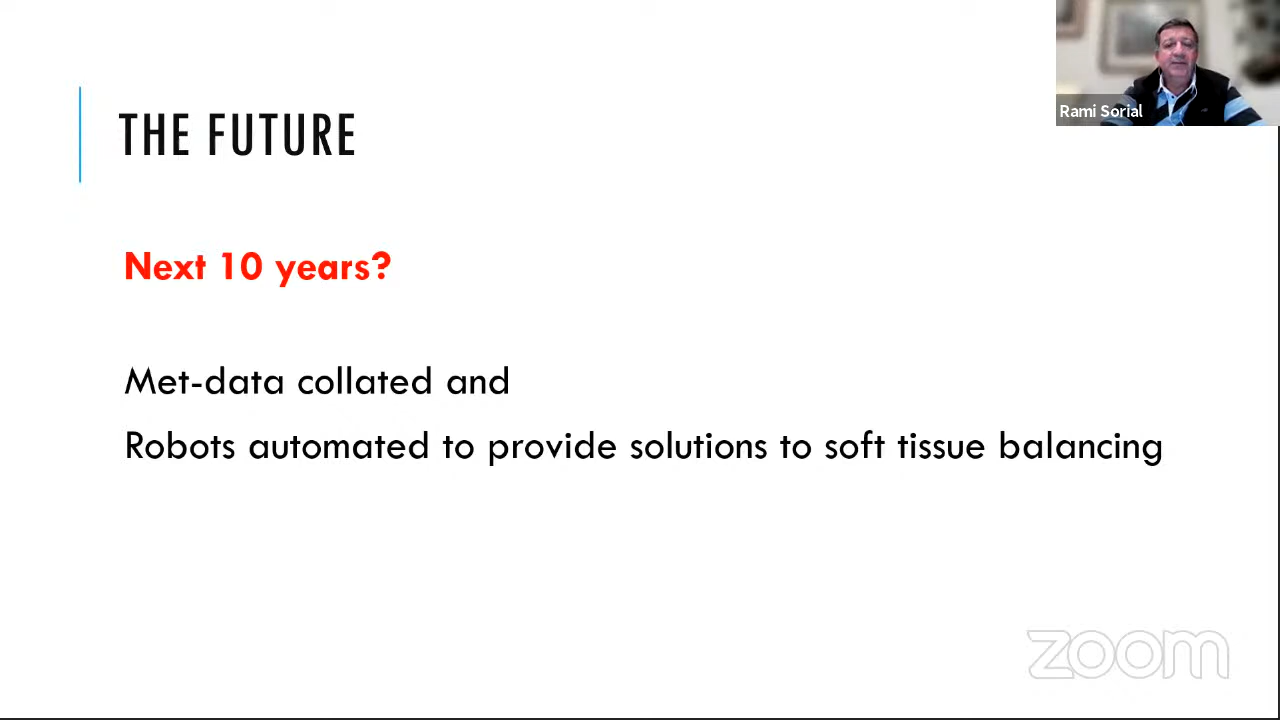 Rami Sorial
THE FUTURE
Next 10 years?
Met-data collated and
Robots automated to provide solutions to soft tissue balancing
zoom